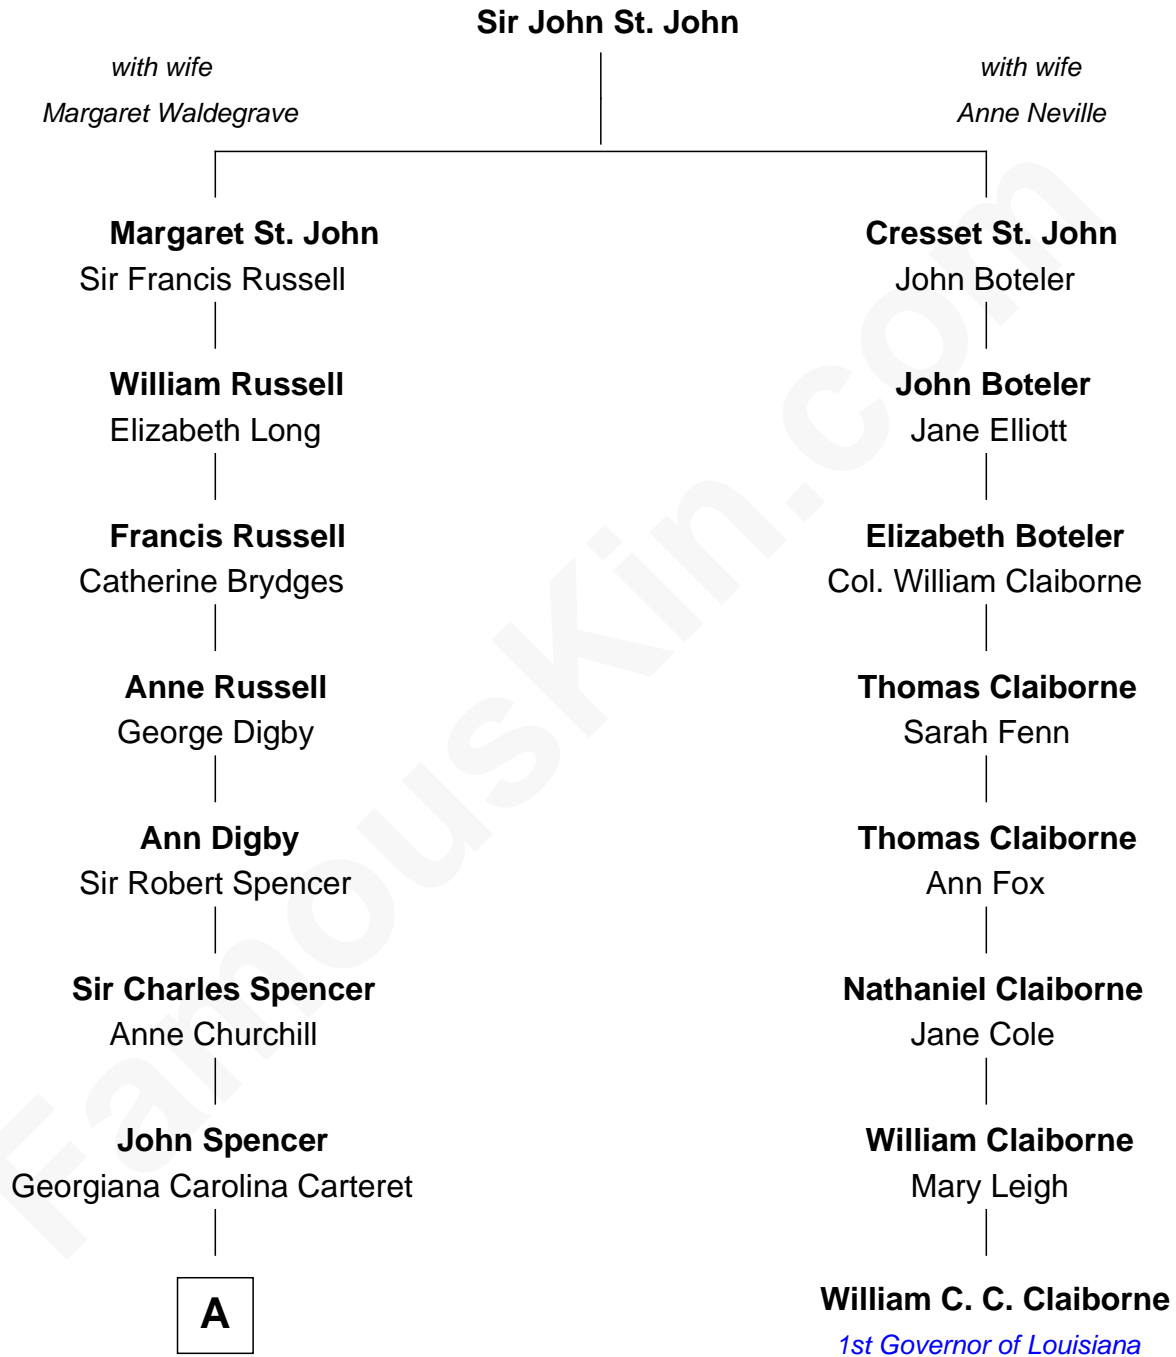 Sir John St. John
with wife
Margaret Waldegrave
with wife
Anne Neville
Margaret St. John
Sir Francis Russell
Cresset St. John
John Boteler
William Russell
Elizabeth Long
John Boteler
Jane Elliott
Francis Russell
Catherine Brydges
Elizabeth Boteler
Col. William Claiborne
Anne Russell
George Digby
Thomas Claiborne
Sarah Fenn
Ann Digby
Sir Robert Spencer
Thomas Claiborne
Ann Fox
Sir Charles Spencer
Anne Churchill
Nathaniel Claiborne
Jane Cole
John Spencer
Georgiana Carolina Carteret
William Claiborne
Mary Leigh
A
William C. C. Claiborne
1st Governor of Louisiana
FamousKin.com